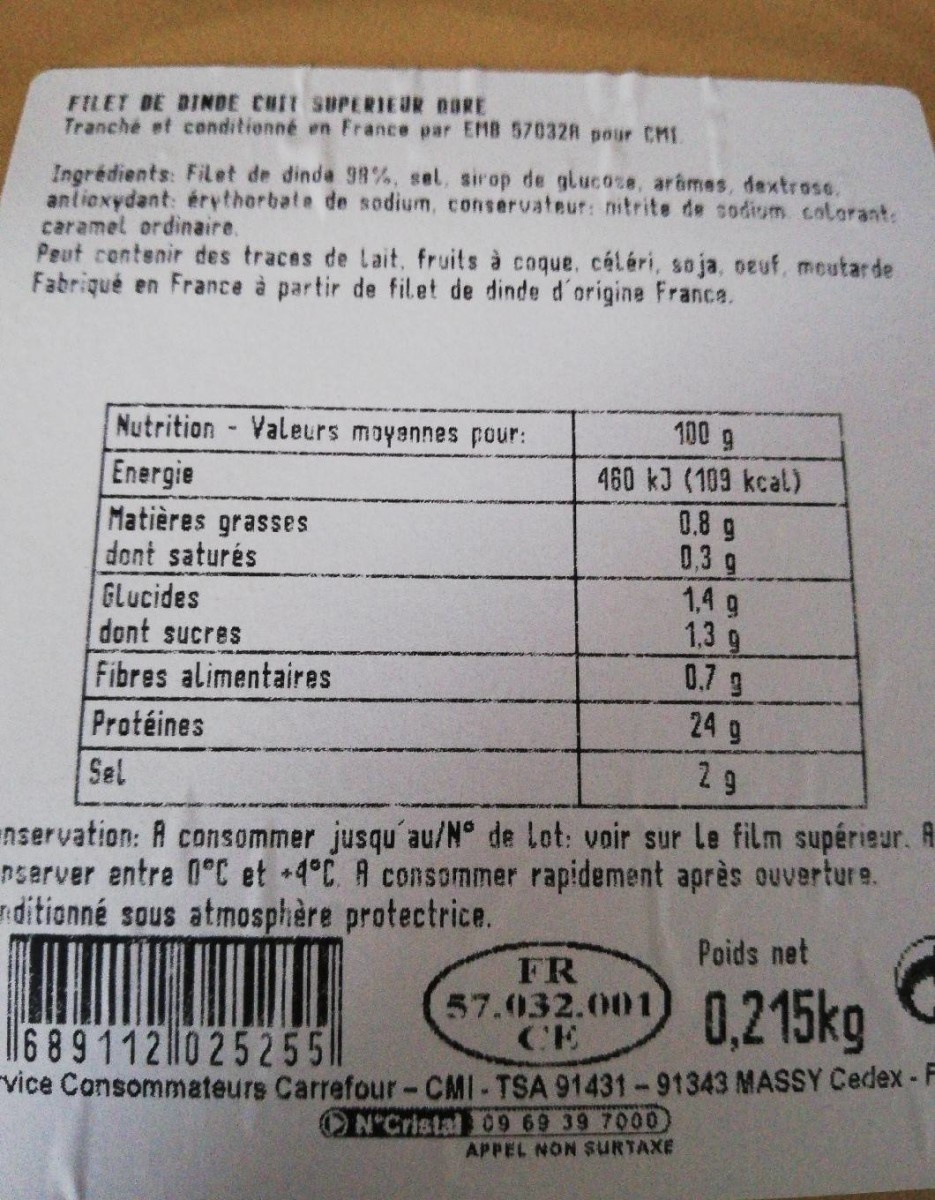 FILET DE DINDE CUIT SUPERIEUR DORE
Tranché et conditionné en France par EMB 57032A pour CMI.
Ingrédients: Filet de dinde 98%, sel, sirop de glucose, arômes, dextrose,
antioxydant: érythorbate de sodium, conservateur: nitrite de sodium. colorant:
caramel ordinaire.
Peut contenir des traces de lait, fruits à coque, céléri, soja, oeuf, moutarde
Fabriqué en France à partir de filet de dinde d'origine France.
Nutrition - Valeurs moyennes pour: 100 g
Energie 460 kJ (109 kcal)
Matières grasses 0.8 g
dont saturés 0,3 g
Glucides 1,4 g
dont sucres 1,3 g
Fibres alimentaires 0.7 g
Protéines 24 g
Sel 2 g
nservation: A consommer jusqu'au/N° de lot: voir sur le film supérieur. A
nserver entre 0°C et +4°C. A consommer rapidement après ouverture.
nditionné sous atmosphère protectrice.
Poids net
FR
57.032.001
CE
0,215kg
689112 025255
rvice Consommateurs Carrefour - CMI - TSA 91431 - 91343 MASSY Cedex - F
N°Cristal 09 69 39 7000
APPEL NON SURTAXE